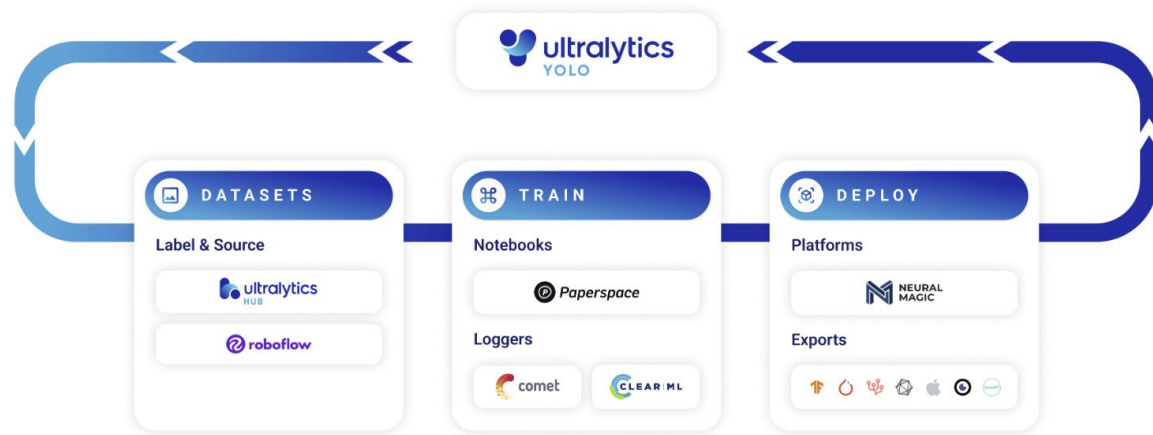 ultralytics
YOLO
DATASETS
Label & Source
ultralytics
HUB
roboflow
TRAIN
Notebooks
Paperspace
Loggers
comet
CLEAR|ML
DEPLOY
Platforms
NEURAL
MAGIC
Exports